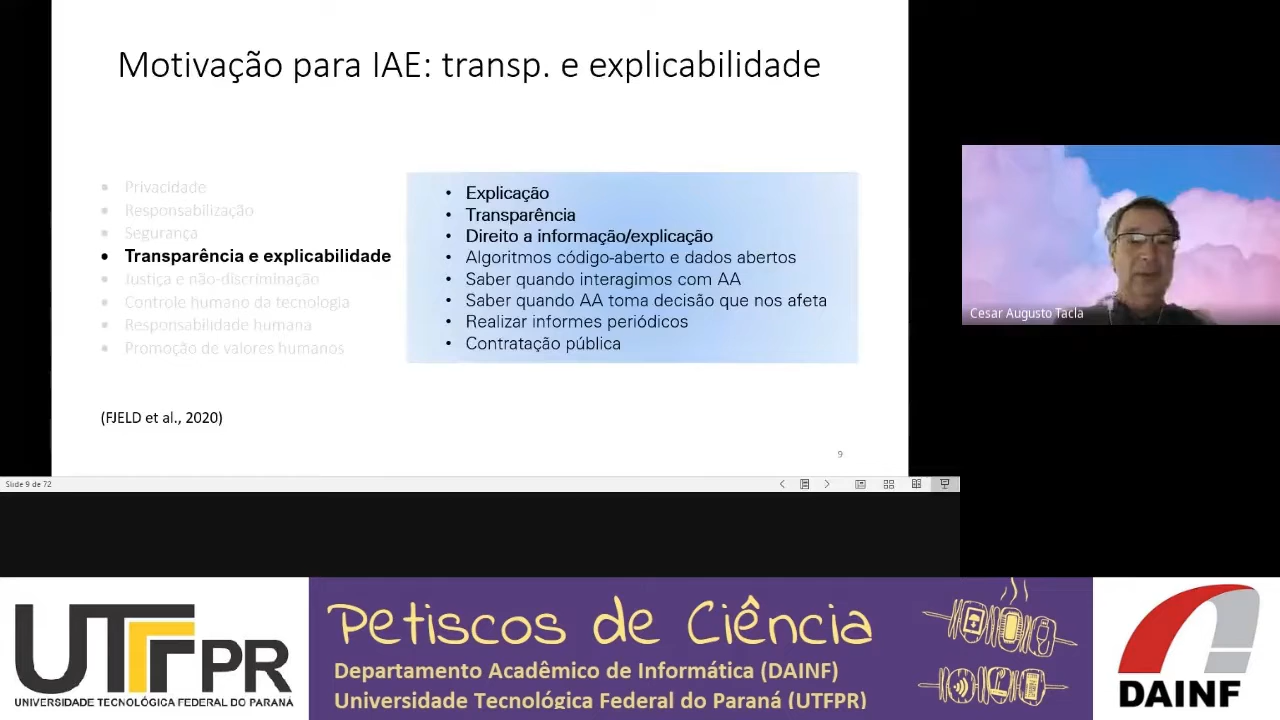 Motivação para IAE: transp. e explicabilidade
• Privacidade
• Responsabilização
• Segurança
• Transparência e explicabilidade
• Justiça e não-discriminação
• Controle humano da tecnologia
• Responsabilidade humana
• Promoção de valores humanos
• Explicação
• Transparência
• Direito a informação/explicação
• Algoritmos código-aberto e dados abertos
• Saber quando interagimos com AA
• Saber quando AA toma decisão que nos afeta
• Realizar informes periódicos
• Contratação pública
(FJELD et al., 2020)
9
Slide 9 de 72
Cesar Augusto Tacla
UTFPR
UNIVERSIDADE TECNOLÓGICA FEDERAL DO PARANÁ
Petiscos de Ciência
Departamento Acadêmico de Informática (DAINF)
Universidade Tecnológica Federal do Paraná (UTFPR)
DAINF